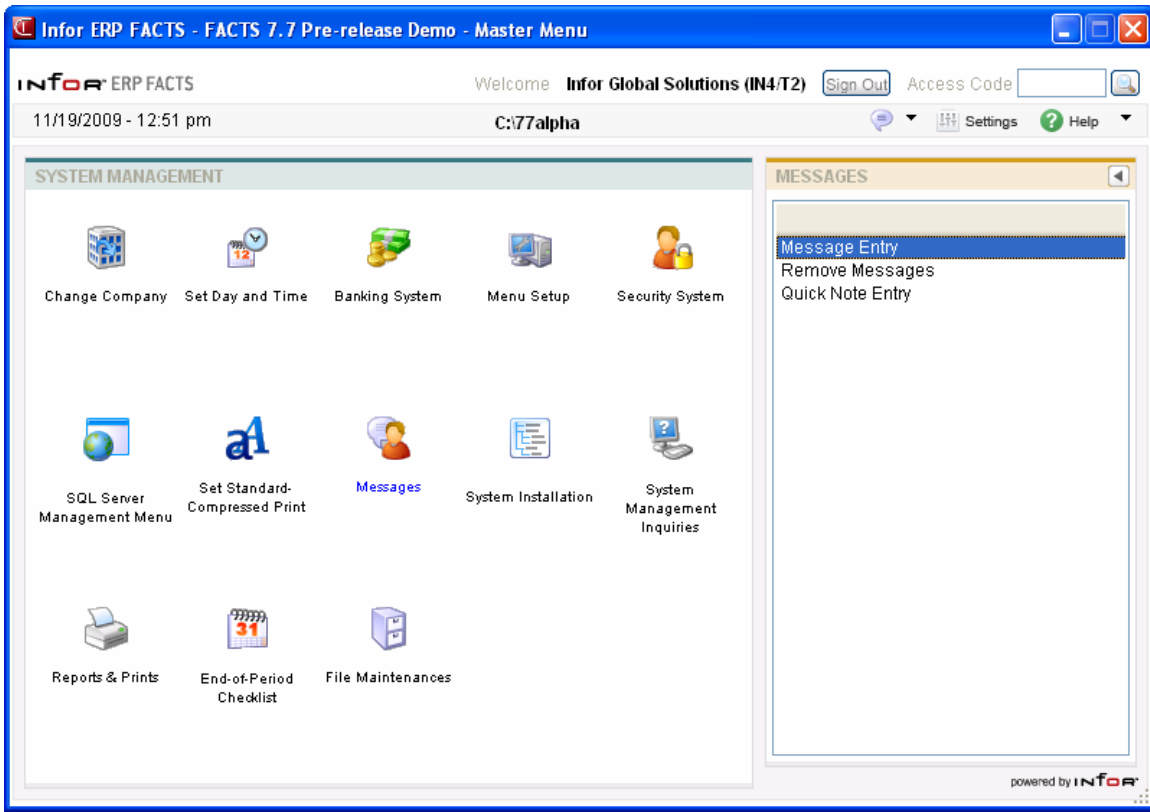 Infor ERP FACTS - FACTS 7.7 Pre-release Demo - Master Menu
infor ERP FACTS
Welcome Infor Global Solutions (IN4/T2) Sign Out Access Code
11/19/2009 - 12:51 pm C:\77alpha Settings ? Help
SYSTEM MANAGEMENT
12
Change Company
Set Day and Time
Banking System
Menu Setup
Security System
aA
?
SQL Server
Management Menu
Set Standard-
Compressed Print
Messages
System Installation
System
Management
Inquiries
31
Reports & Prints
End-of-Period
Checklist
File Maintenances
MESSAGES
Message Entry
Remove Messages
Quick Note Entry
powered by infor